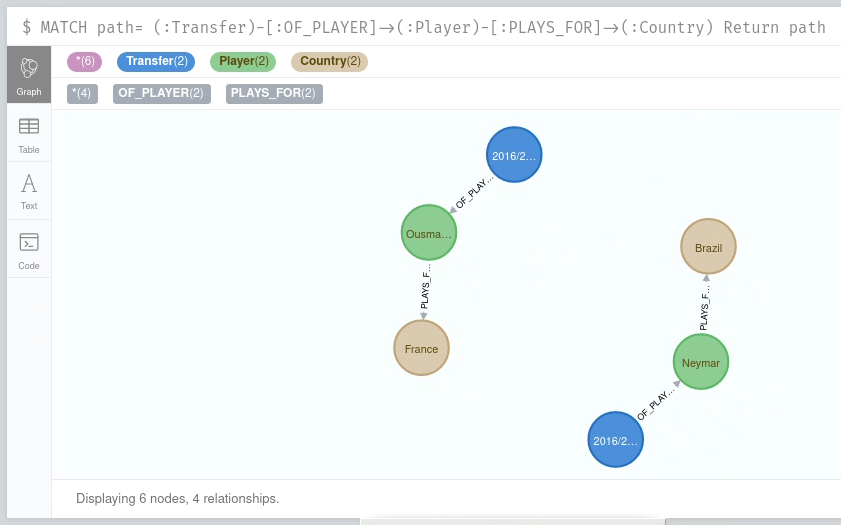 $ MATCH path= (:Transfer)-[:OF_PLAYER]->(:Player)-[:PLAYS_FOR]->(:Country) Return path
*(6) Transfer(2) Player(2) Country(2)
*(4) OF_PLAYER(2) PLAYS_FOR(2)
Graph
Table
Text
Code
2016/2...
OF_PLAY...
Ousma...
PLAYS_F...
France
Brazil
PLAYS_F...
Neymar
OF_PLAY...
2016/2...
Displaying 6 nodes, 4 relationships.